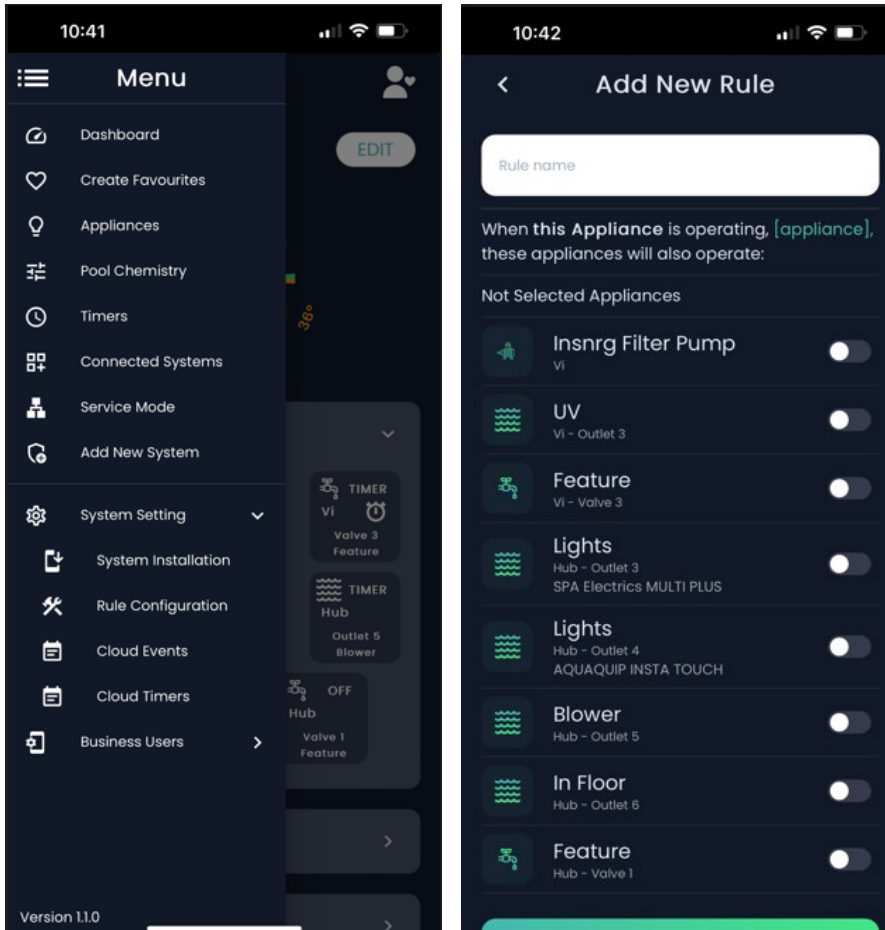 10:41
Menu
EDIT
Dashboard
Create Favourites
Appliances
Pool Chemistry
36°
Timers
Connected Systems
Service Mode
Add New System
TIMER
Vi
Valve 3
Feature
System Setting
System Installation
TIMER
Hub
Outlet 5
Blower
Rule Configuration
Cloud Events
Cloud Timers
OFF
Hub
Valve 1
Feature
Business Users
Version 1.1.0
10:42
Add New Rule
Rule name
When this Appliance is operating, [appliance],
these appliances will also operate:
Not Selected Appliances
Insnrg Filter Pump
Vi
UV
Vi - Outlet 3
Feature
Vi - Valve 3
Lights
Hub - Outlet 3
SPA Electrics MULTI PLUS
Lights
Hub - Outlet 4
AQUAQUIP INSTA TOUCH
Blower
Hub - Outlet 5
In Floor
Hub - Outlet 6
Feature
Hub - Valve 1